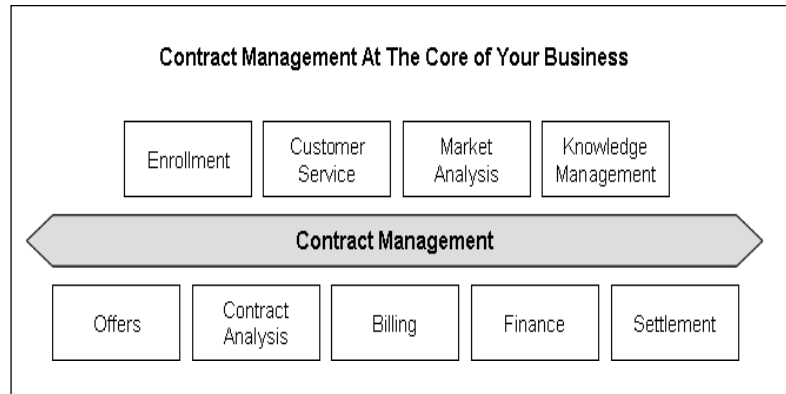 Contract Management At The Core of Your Business
Enrollment
Customer
Service
Market
Analysis
Knowledge
Management
Contract Management
Offers
Contract
Analysis
Billing
Finance
Settlement